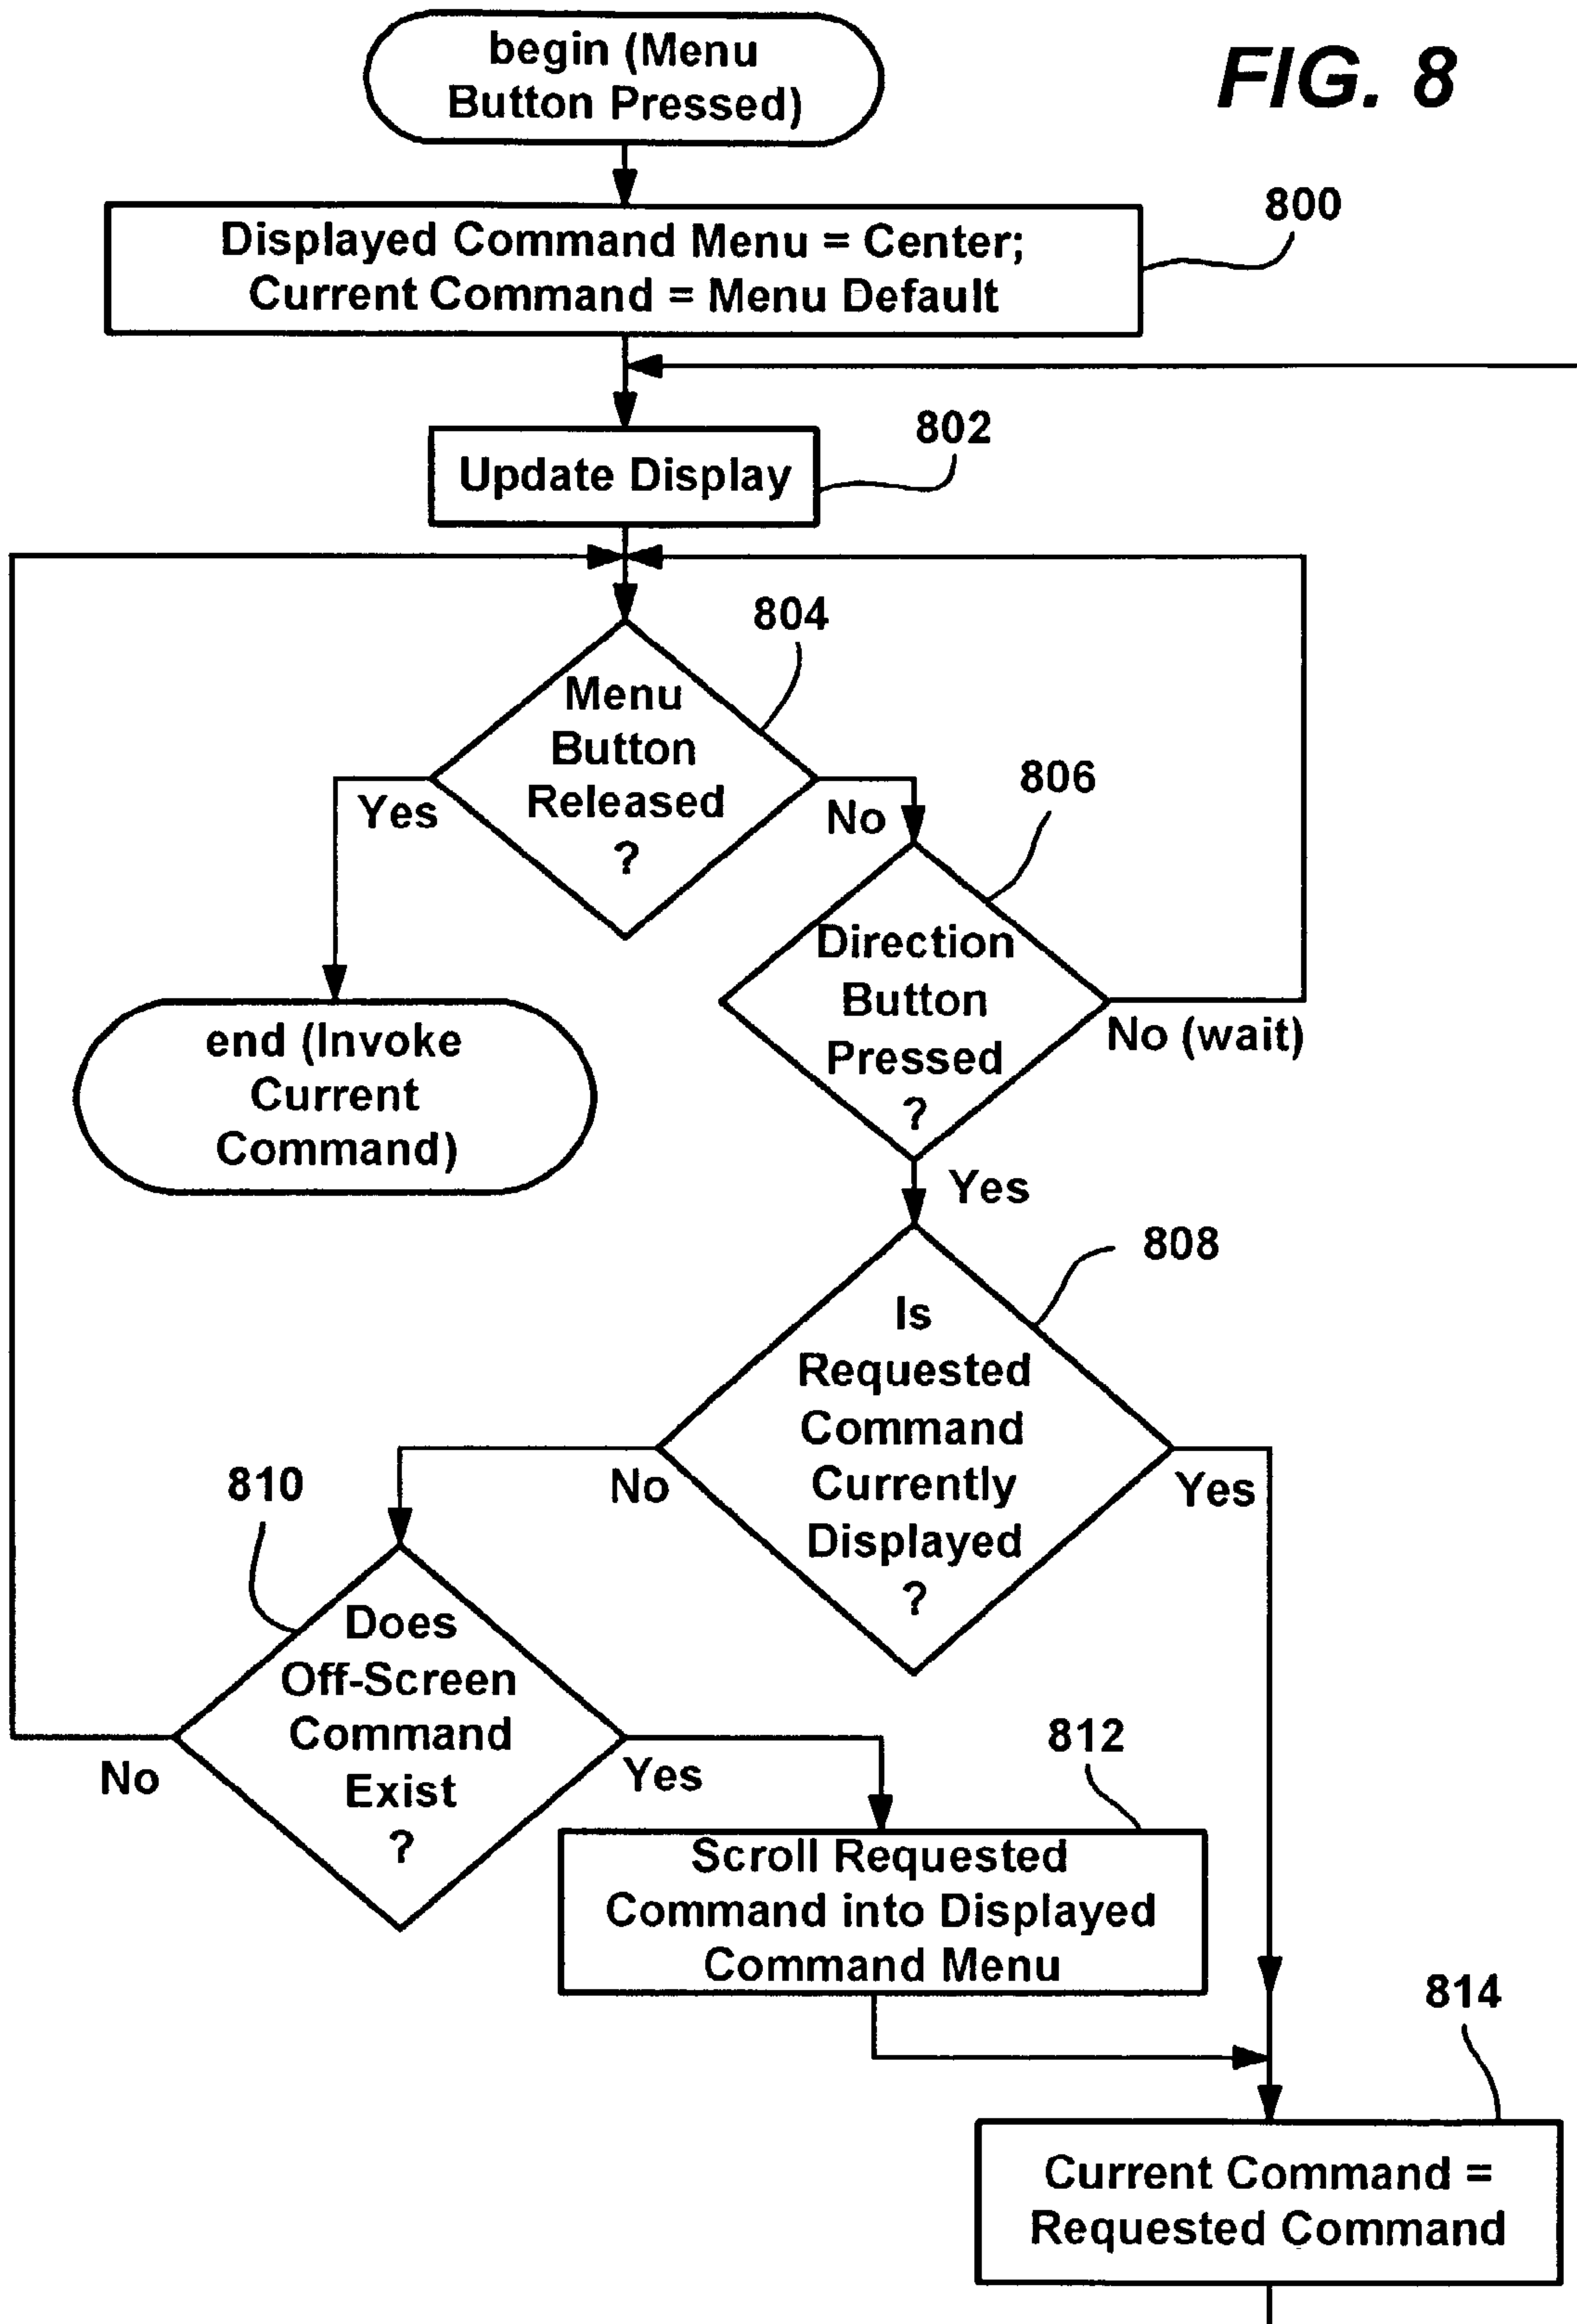 begin (Menu
Button Pressed)
FIG. 8
800
Displayed Command Menu = Center;
Current Command = Menu Default
802
Update Display
804
Menu
Button
Released
?
Yes
No
806
Direction
Button
Pressed
?
No (wait)
end (Invoke
Current
Command)
Yes
808
Is
Requested
Command
Currently
Displayed
?
No
Yes
810
Does
Off-Screen
Command
Exist
?
No
Yes
812
Scroll Requested
Command into Displayed
Command Menu
814
Current Command =
Requested Command